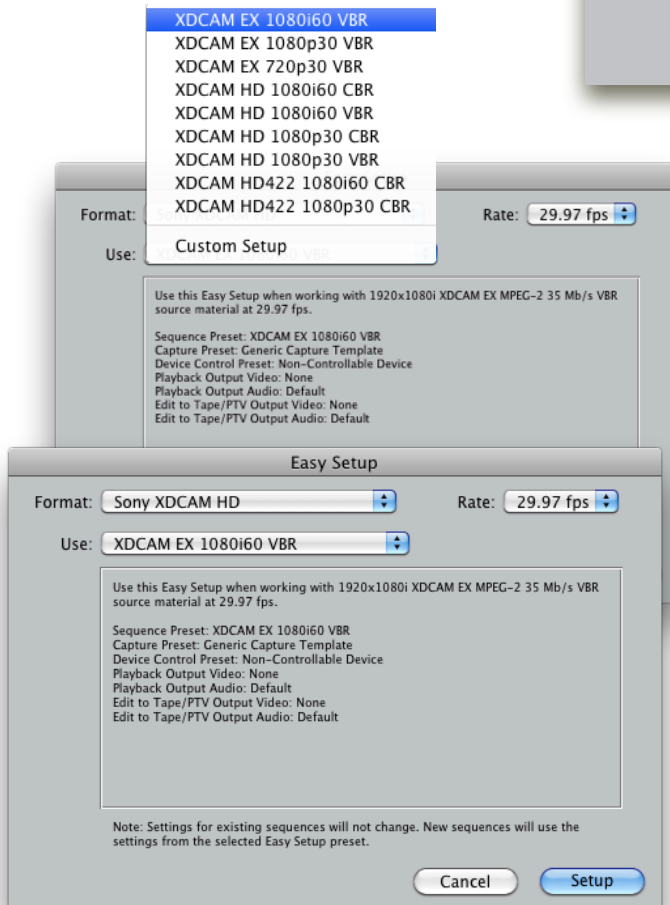 XDCAM EX 1080i60 VBR
XDCAM EX 1080p30 VBR
XDCAM EX 720p30 VBR
XDCAM HD 1080i60 CBR
XDCAM HD 1080i60 VBR
XDCAM HD 1080p30 CBR
XDCAM HD 1080p30 VBR
XDCAM HD422 1080i60 CBR
XDCAM HD422 1080p30 CBR
Custom Setup
Format: Sony XDCAM HD Rate: 29.97 fps
Use: XDCAM EX 1080i60 VBR
Use this Easy Setup when working with 1920x1080i XDCAM EX MPEG-2 35 Mb/s VBR
source material at 29.97 fps.
Sequence Preset: XDCAM EX 1080i60 VBR
Capture Preset: Generic Capture Template
Device Control Preset: Non-Controllable Device
Playback Output Video: None
Playback Output Audio: Default
Edit to Tape/PTV Output Video: None
Edit to Tape/PTV Output Audio: Default
Easy Setup
Format: Sony XDCAM HD Rate: 29.97 fps
Use: XDCAM EX 1080i60 VBR
Use this Easy Setup when working with 1920x1080i XDCAM EX MPEG-2 35 Mb/s VBR
source material at 29.97 fps.
Sequence Preset: XDCAM EX 1080i60 VBR
Capture Preset: Generic Capture Template
Device Control Preset: Non-Controllable Device
Playback Output Video: None
Playback Output Audio: Default
Edit to Tape/PTV Output Video: None
Edit to Tape/PTV Output Audio: Default
Note: Settings for existing sequences will not change. New sequences will use the
settings from the selected Easy Setup preset.
Cancel Setup